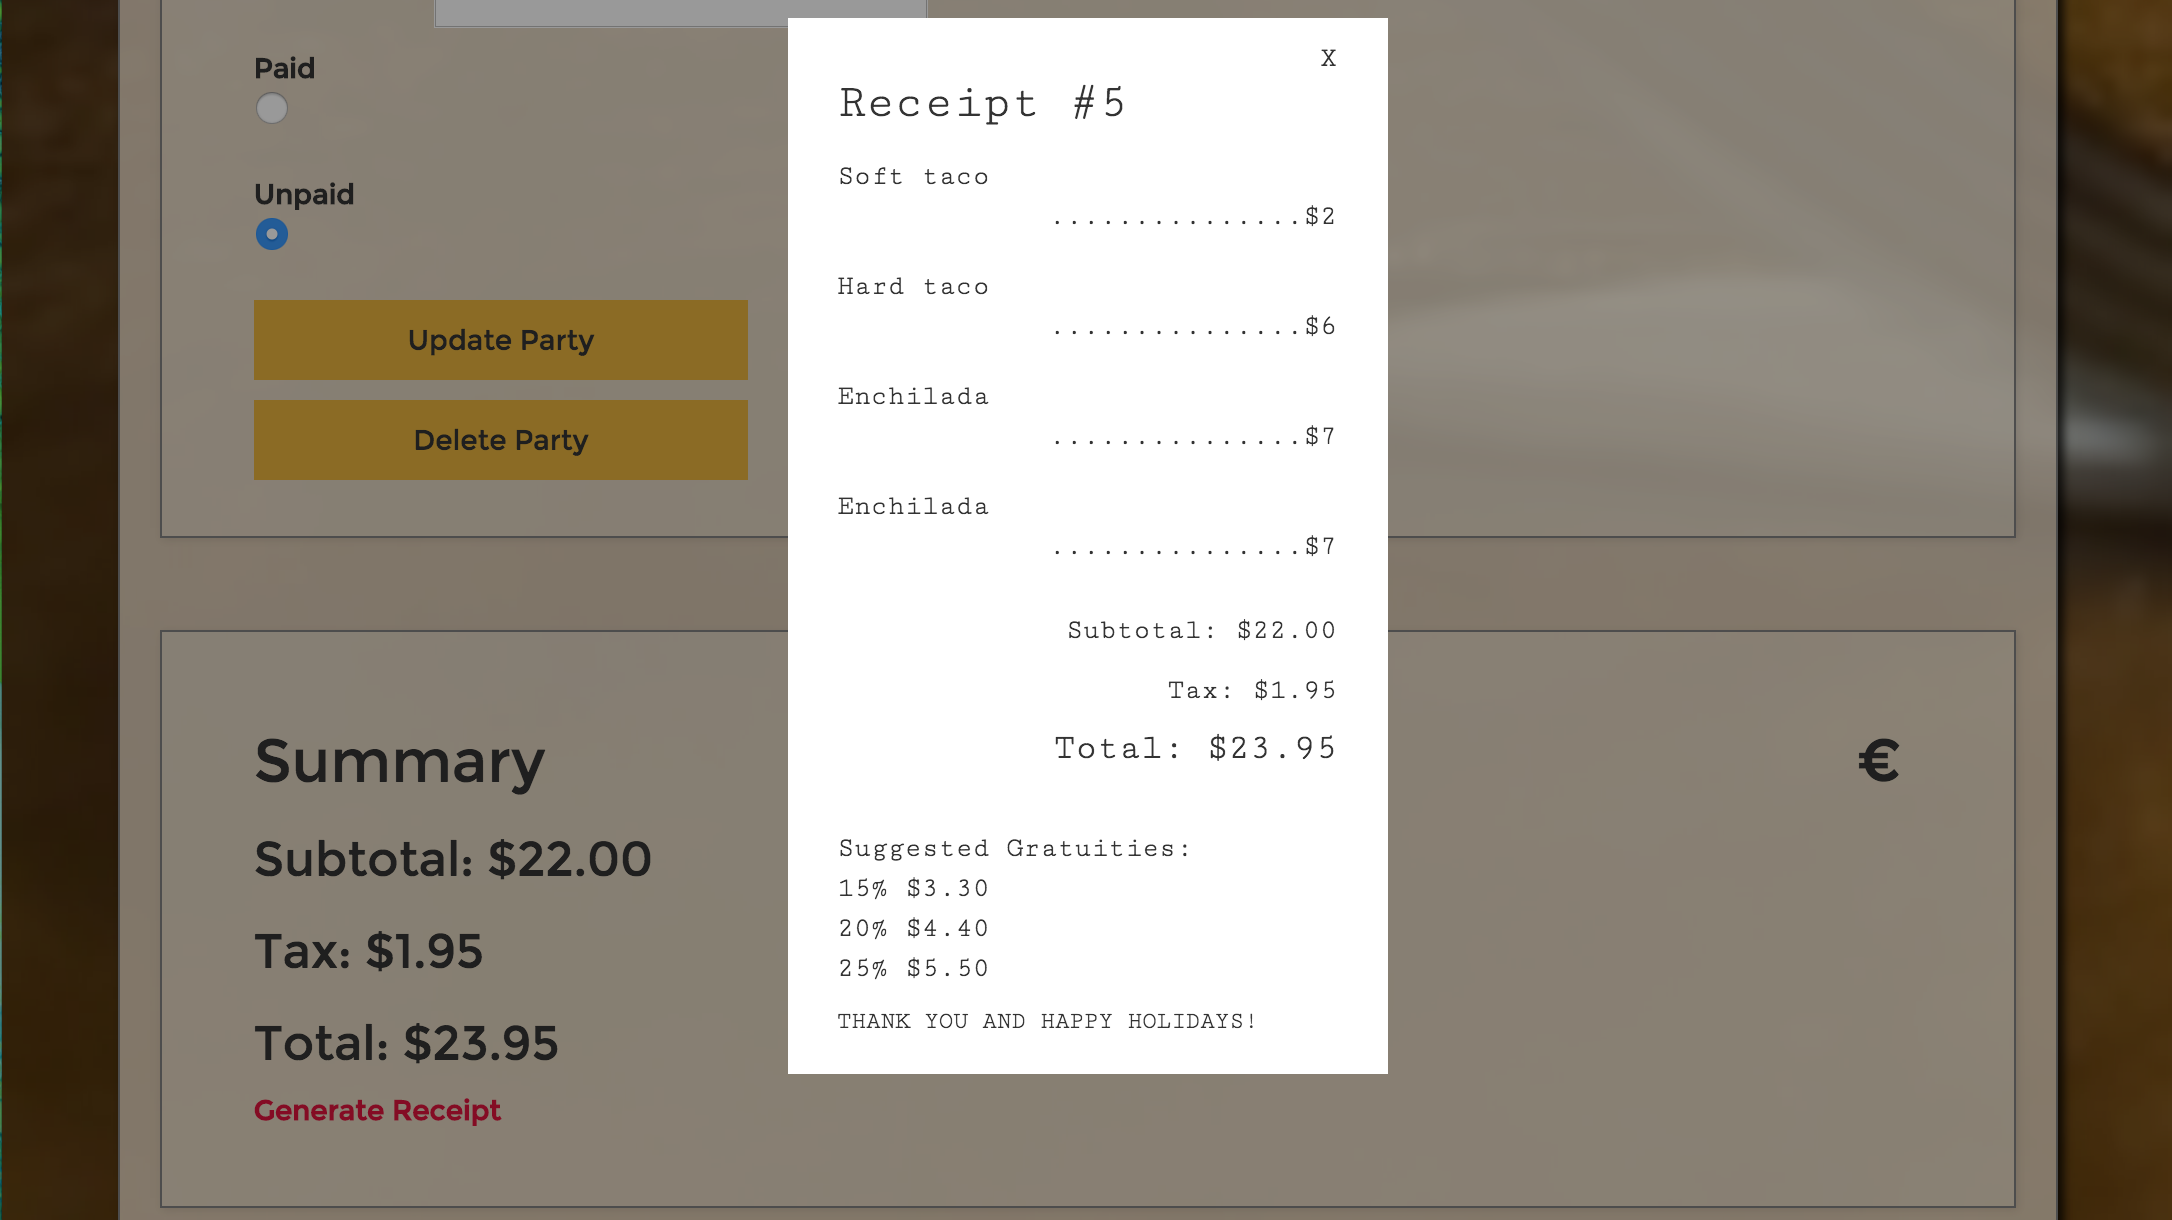 Paid
Unpaid
Update Party
Delete Party
Summary
€
Subtotal: $22.00
Tax: $1.95
Total: $23.95
Generate Receipt
X
Receipt #5
Soft taco
...............$2
Hard taco
...............$6
Enchilada
...............$7
Enchilada
...............$7
Subtotal: $22.00
Tax: $1.95
Total: $23.95
Suggested Gratuities:
15% $3.30
20% $4.40
25% $5.50
THANK YOU AND HAPPY HOLIDAYS!